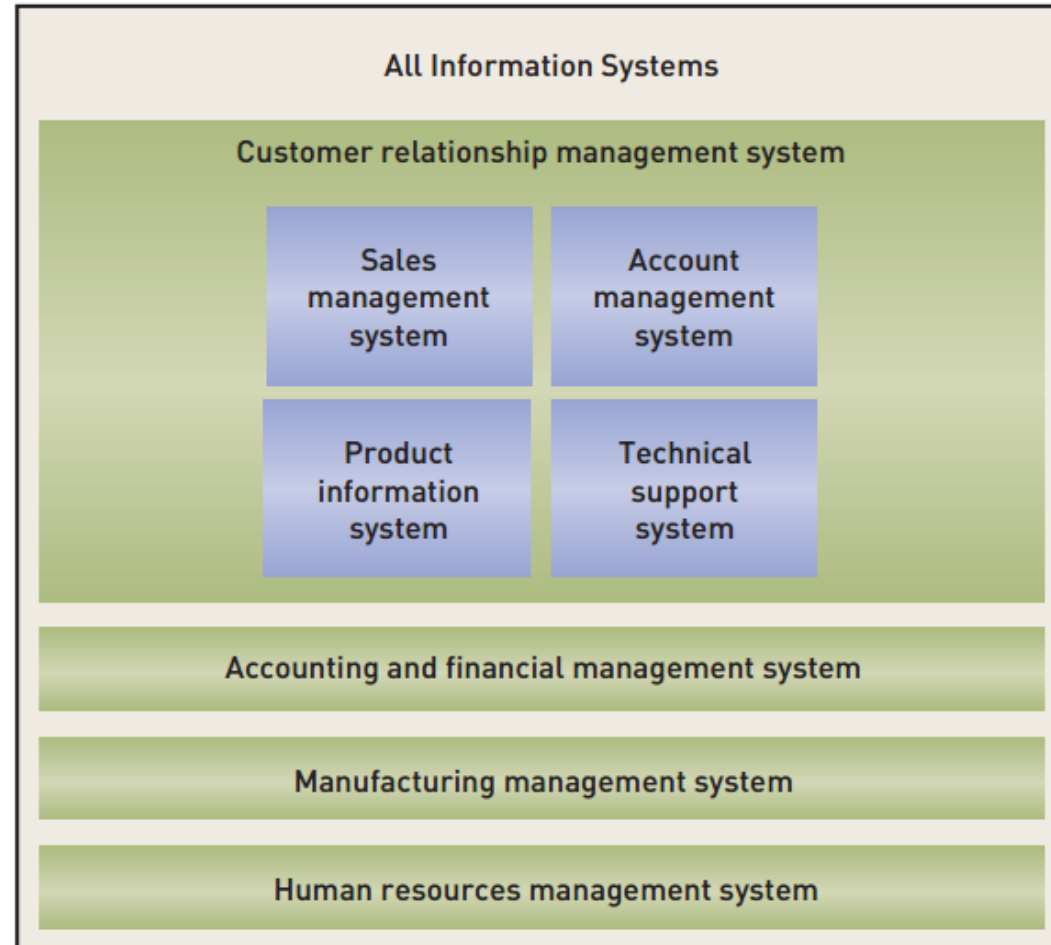 All Information Systems
Customer relationship management system
Sales
management
system
Account
management
system
Product
information
system
Technical
support
system
Accounting and financial management system
Manufacturing management system
Human resources management system